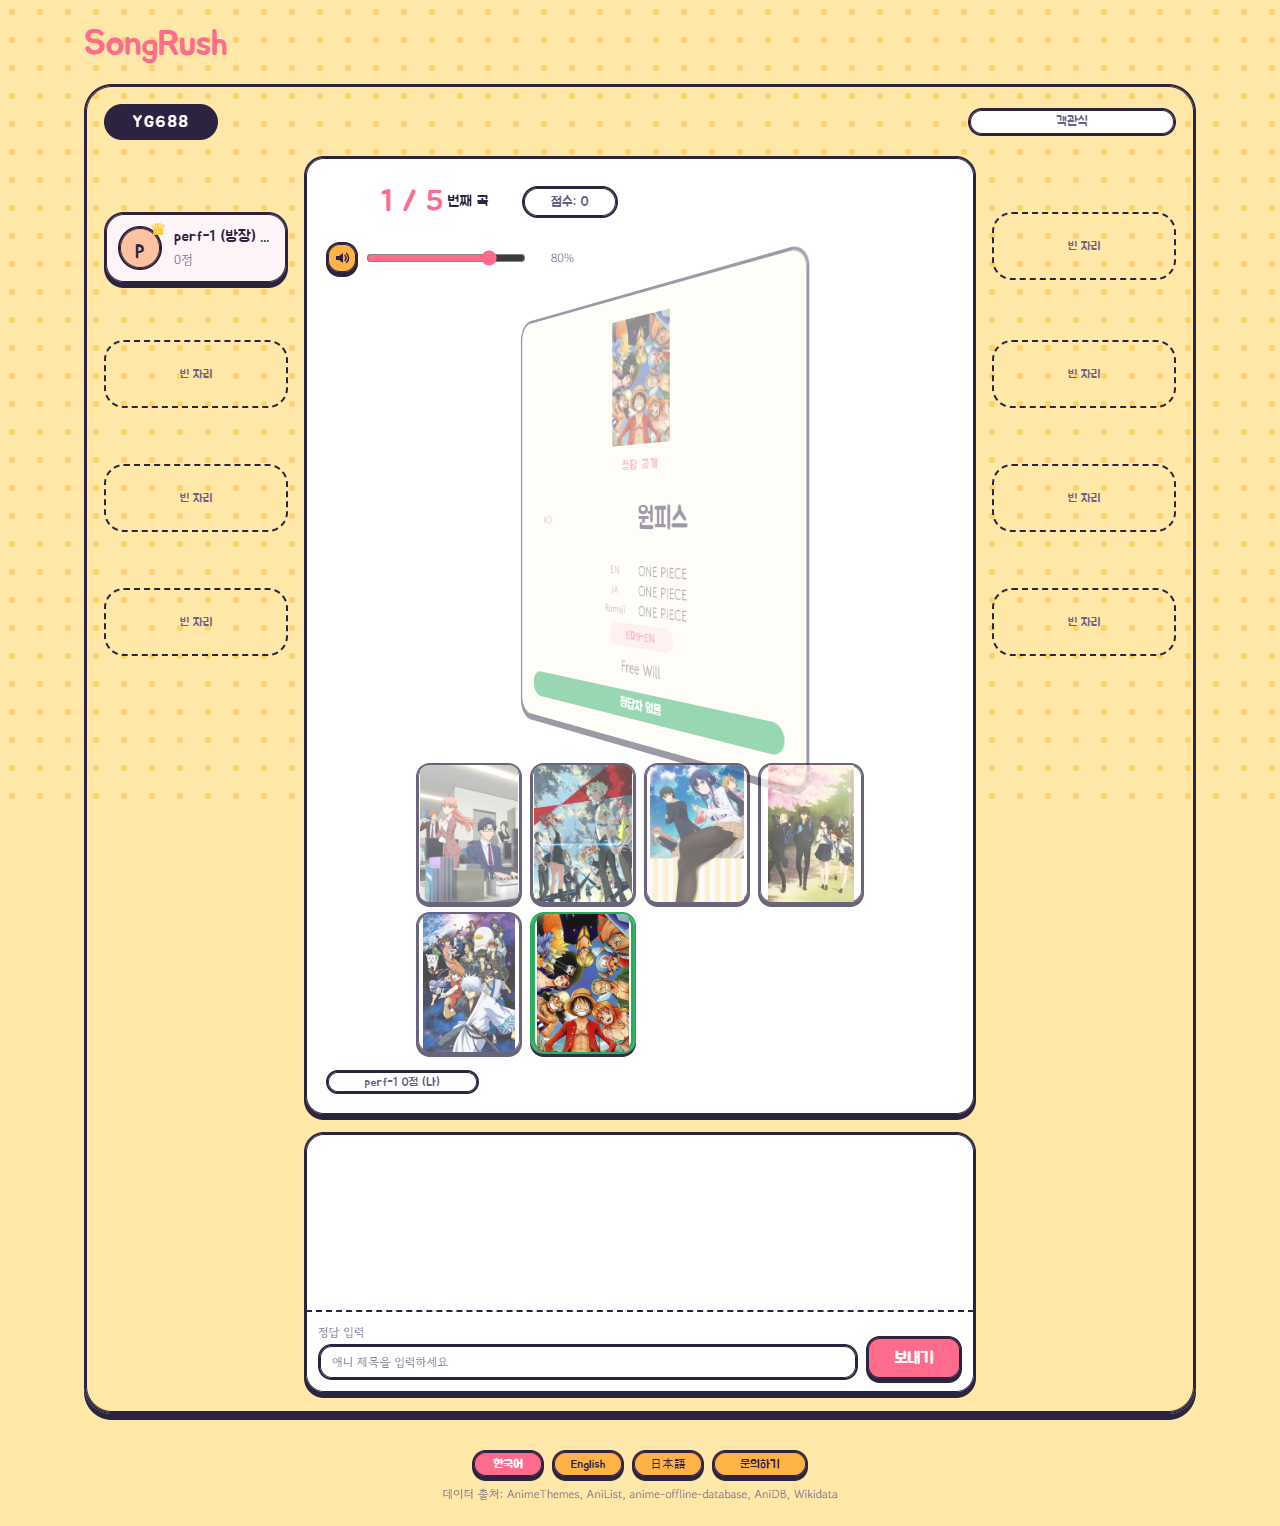 SongRush
YG688
객관식
1 / 5 번째 곡
점수: 0
P
perf-1 (방장) ...
0점
80%
빈 자리
빈 자리
빈 자리
빈 자리
빈 자리
빈 자리
빈 자리
정답 공개
KO 원피스
EN ONE PIECE
JA ONE PIECE
Romaji ONE PIECE
ED9•EN
Free Will
정답자 없음
perf-1 0점 (나)
정답 입력
애니 제목을 입력하세요
보내기
한국어
English
日本語
문의하기
데이터 출처: AnimeThemes, AniList, anime-offline-database, AniDB, Wikidata